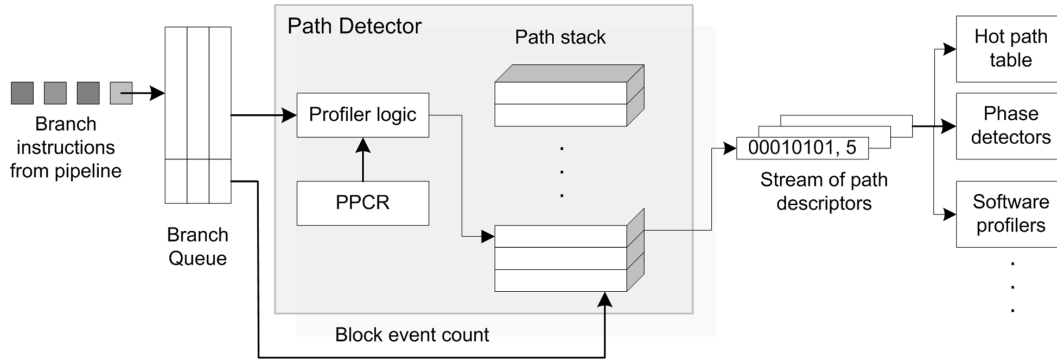 Path Detector
Path stack
Hot path
table
Profiler logic
Phase
detectors
Branch
instructions
from pipeline
00010101, 5
Stream of path
descriptors
PPCR
Software
profilers
Branch
Queue
Block event count